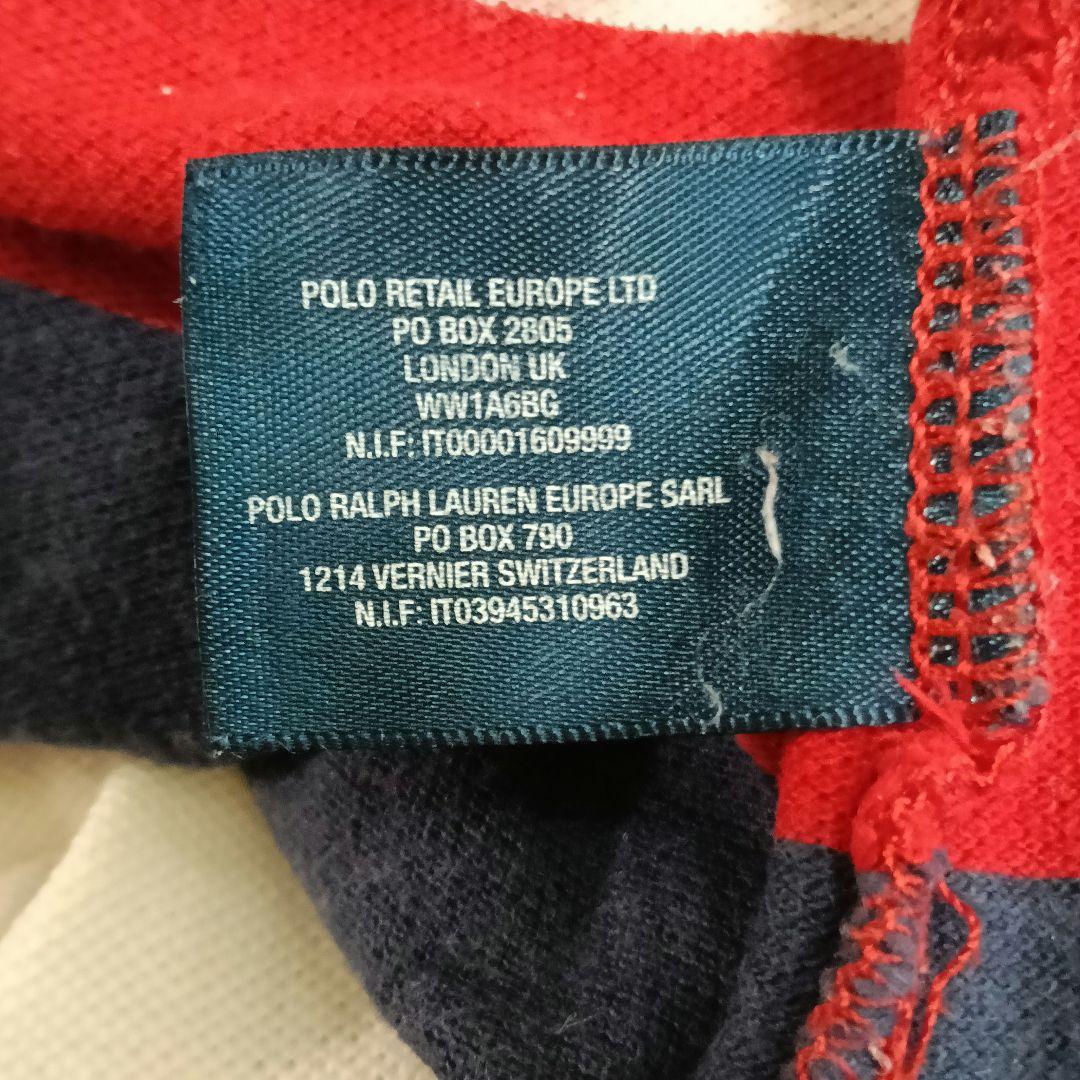 POLO RETAIL EUROPE LTD
PO BOX 2805
LONDON UK
WW1A6BG
N.I.F: IT00001609999
POLO RALPH LAUREN EUROPE SARL
PO BOX 790
1214 VERNIER SWITZERLAND
N.I.F: IT03945310963